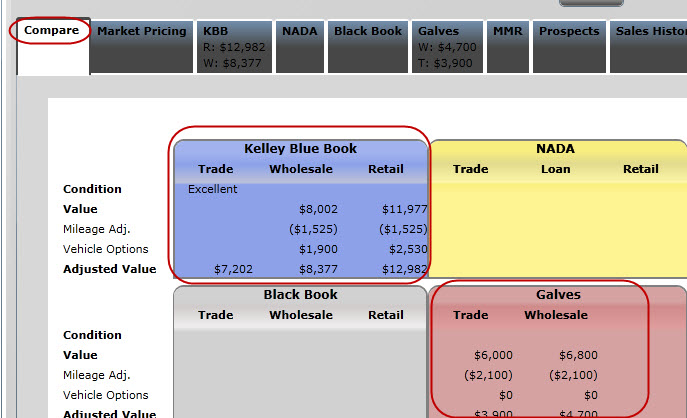 Compare Market Pricing KBB NADA Black Book Galves MMR Prospects Sales Histo
R: $12,982 W: $4,700
W: $8,377 T: $3,900
Kelley Blue Book NADA
Trade Wholesale Retail Trade Loan Retail
Condition Excellent
Value $8,002 $11,977
Mileage Adj. ($1,525) ($1,525)
Vehicle Options $1,900 $2,530
Adjusted Value $7,202 $8,377 $12,982
Black Book Galves
Trade Wholesale Retail Trade Wholesale
Condition
Value $6,000 $6,800
Mileage Adj. ($2,100) ($2,100)
Vehicle Options $0 $0
Adjusted Value $3,900 $4,700